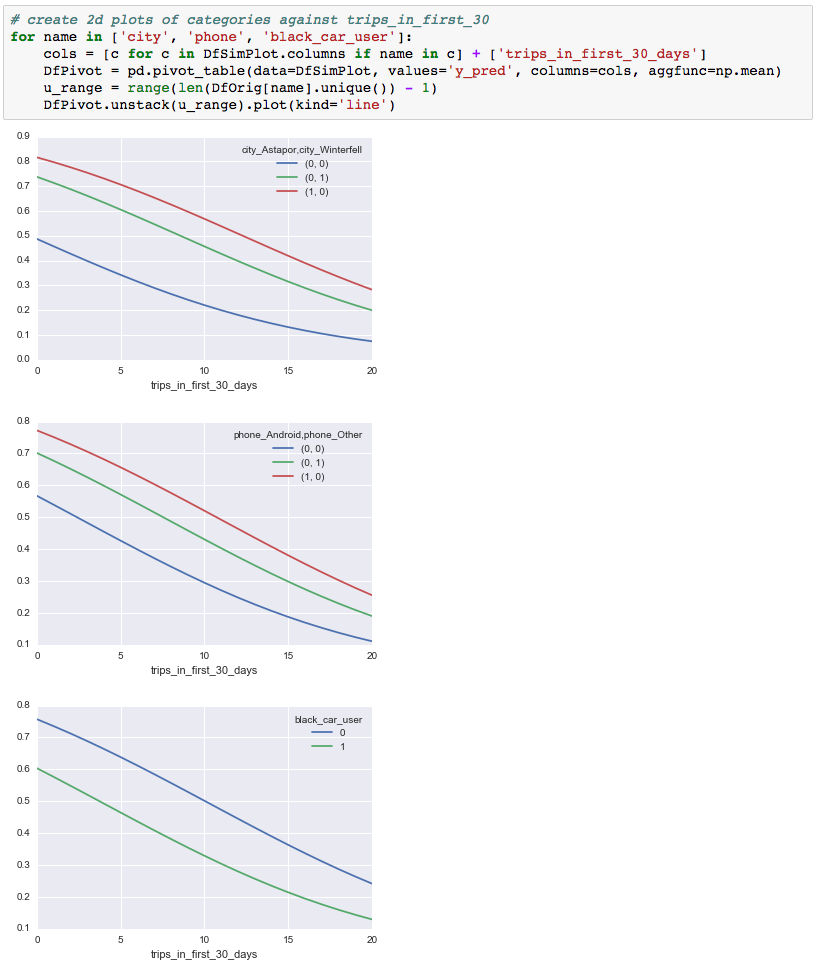 # create 2d plots of categories against trips_in_first_30
for name in ['city', 'phone', 'black_car_user']:
    cols = [c for c in DfSimPlot.columns if name in c] + ['trips_in_first_30_days']
    DfPivot = pd.pivot_table(data=DfSimPlot, values='y_pred', columns=cols, aggfunc=np.mean)
    u_range = range(len(DfOrig[name].unique()) - 1)
    DfPivot.unstack(u_range).plot(kind='line')
0.9
0.8
0.7
0.6
0.5
0.4
0.3
0.2
0.1
0.0
city_Astapor,city_Winterfell
(0, 0)
(0, 1)
(1, 0)
0 5 10 15 20
trips_in_first_30_days
0.8
0.7
0.6
0.5
0.4
0.3
0.2
0.1
phone_Android,phone_Other
(0, 0)
(0, 1)
(1, 0)
0 5 10 15 20
trips_in_first_30_days
0.8
0.7
0.6
0.5
0.4
0.3
0.2
0.1
black_car_user
0
1
0 5 10 15 20
trips_in_first_30_days